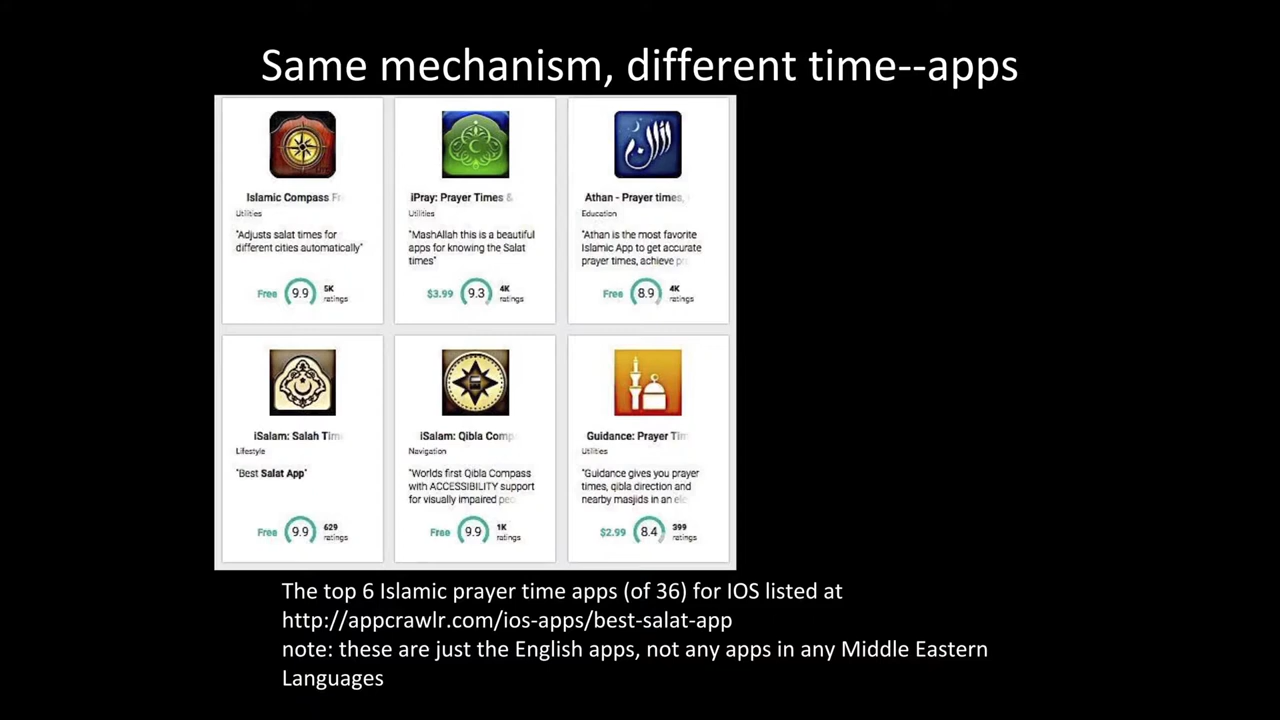 Same mechanism, different time--apps
Islamic Compass
Utilities
"Adjusts salat times for
different cities automatically"
Free 9.9 5K
ratings
iPray: Prayer Times &
Utilities
"MashAllah this is a beautiful
apps for knowing the Salat
times"
$3.99 9.3 4K
ratings
Athan - Prayer times,
Education
"Athan is the most favorite
Islamic App to get accurate
prayer times, achieve
Free 8.9 4K
ratings
iSalam: Salah
Lifestyle
"Best Salat App"
Free 9.9 629
ratings
iSalam: Qibla
Navigation
"Worlds first Qibla Compass
with ACCESSIBILITY support
for visually impaired
Free 9.9 1K
ratings
Guidance: Prayer
Utilities
"Guidance gives you prayer
times, qibla direction and
nearby masjids in an
$2.99 8.4 399
ratings
The top 6 Islamic prayer time apps (of 36) for IOS listed at
http://appcrawlr.com/ios-apps/best-salat-app
note: these are just the English apps, not any apps in any Middle Eastern
Languages